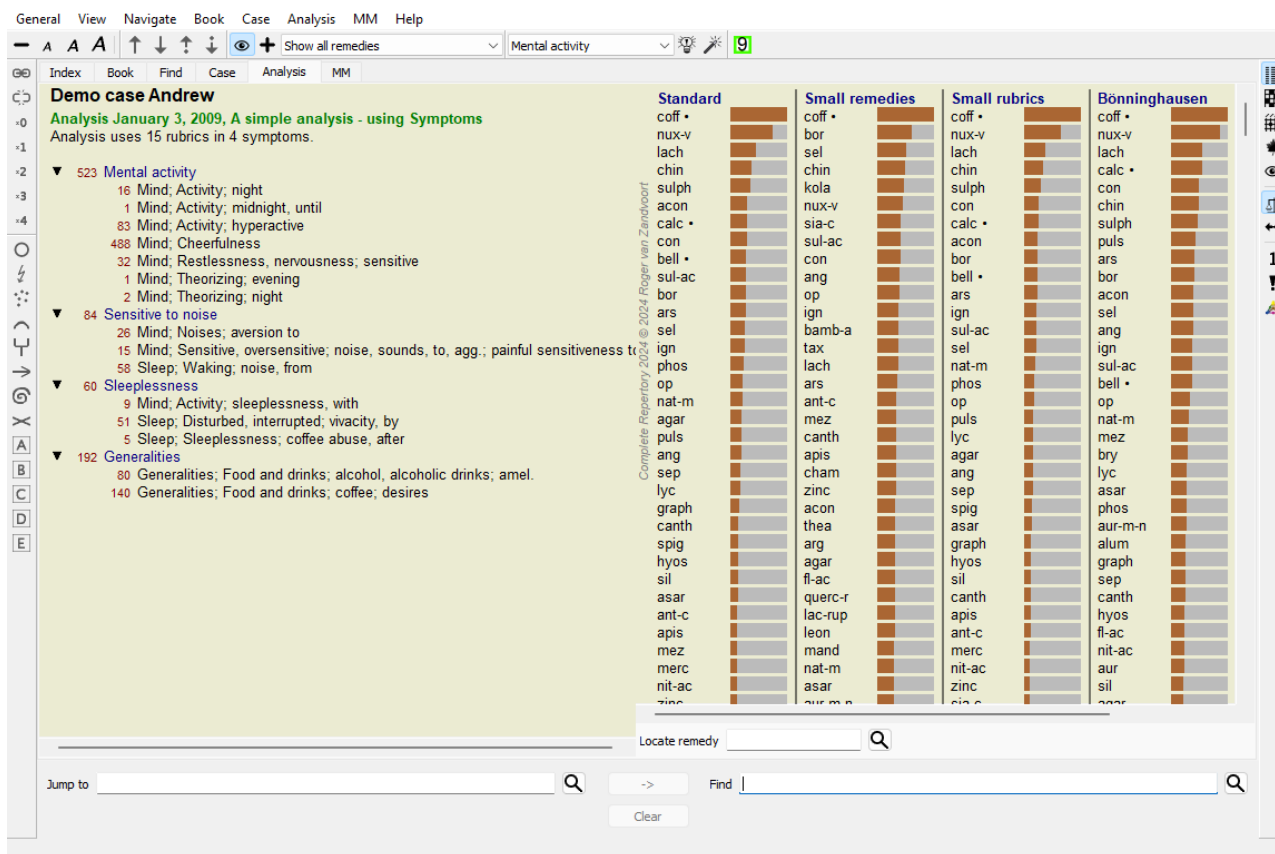 General View Navigate Book Case Analysis MM Help
A A A Show all remedies Mental activity 9
Index Book Find Case Analysis MM
×0
×1
×2
×3
×4
A
B
C
D
E
Demo case Andrew
Analysis January 3, 2009, A simple analysis - using Symptoms
Analysis uses 15 rubrics in 4 symptoms.
523 Mental activity
16 Mind; Activity; night
1 Mind; Activity; midnight, until
83 Mind; Activity; hyperactive
488 Mind; Cheerfulness
32 Mind; Restlessness, nervousness; sensitive
1 Mind; Theorizing; evening
2 Mind; Theorizing; night
84 Sensitive to noise
26 Mind; Noises; aversion to
15 Mind; Sensitive, oversensitive; noise, sounds, to, agg.; painful sensitiveness to
58 Sleep; Waking; noise, from
60 Sleeplessness
9 Mind; Activity; sleeplessness, with
51 Sleep; Disturbed, interrupted; vivacity, by
5 Sleep; Sleeplessness; coffee abuse, after
192 Generalities
80 Generalities; Food and drinks; alcohol, alcoholic drinks; amel.
140 Generalities; Food and drinks; coffee; desires
Complete Repertory 2024 © 2024 Roger van Zandvoort
Standard Small remedies Small rubrics Bönninghausen
coff • coff • coff • coff •
nux-v bor nux-v nux-v
lach sel lach lach
chin chin chin calc •
sulph kola sulph con
acon nux-v con chin
calc • sia-c calc • sulph
con sul-ac acon puls
bell • con bor ars
sul-ac ang bell • bor
bor op ars acon
ars ign ign sel
sel bamb-a sul-ac ang
ign tax sel ign
phos lach nat-m sul-ac
op ars phos bell •
nat-m ant-c op op
agar mez puls nat-m
puls canth lyc mez
ang apis agar bry
sep cham ang lyc
lyc zinc sep asar
graph acon spig phos
canth thea asar aur-m-n
spig arg graph alum
hyos agar hyos graph
sil fl-ac sil sep
asar querc-r canth canth
ant-c lac-rup apis hyos
apis leon ant-c fl-ac
mez mand merc nit-ac
merc nat-m nit-ac aur
nit-ac asar zinc sil
zinc aur-m-n sia-c agar
Locate remedy
Jump to -> Find
Clear